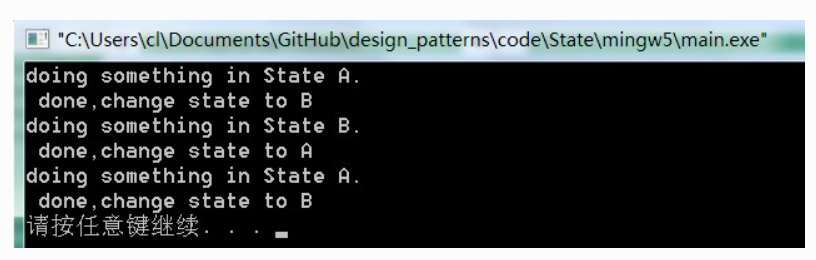 "C:\Users\cl\Documents\GitHub\design_patterns\code\State\mingw5\main.exe"
doing something in State A.
 done,change state to B
doing something in State B.
 done,change state to A
doing something in State A.
 done,change state to B
请按任意键继续. . .